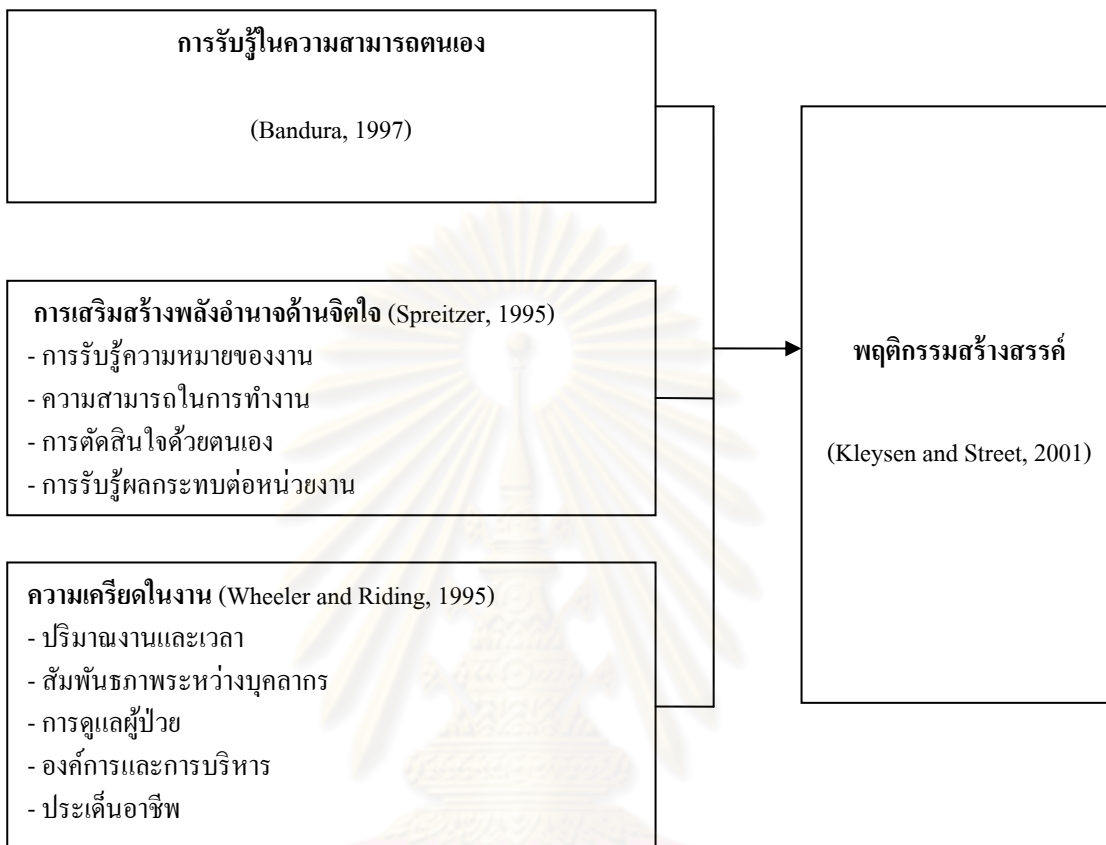 การรับรู้ในความสามารถตนเอง
(Bandura, 1997)
การเสริมสร้างพลังอำนาจด้านจิตใจ (Spreitzer, 1995)
- การรับรู้ความหมายของงาน
- ความสามารถในการทำงาน
- การตัดสินใจด้วยตนเอง
- การรับรู้ผลกระทบต่อหน่วยงาน
ความเครียดในงาน (Wheeler and Riding, 1995)
- ปริมาณงานและเวลา
- สัมพันธภาพระหว่างบุคลากร
- การดูแลผู้ป่วย
- องค์การและการบริหาร
- ประเด็นอาชีพ
พฤติกรรมสร้างสรรค์
(Kleysen and Street, 2001)